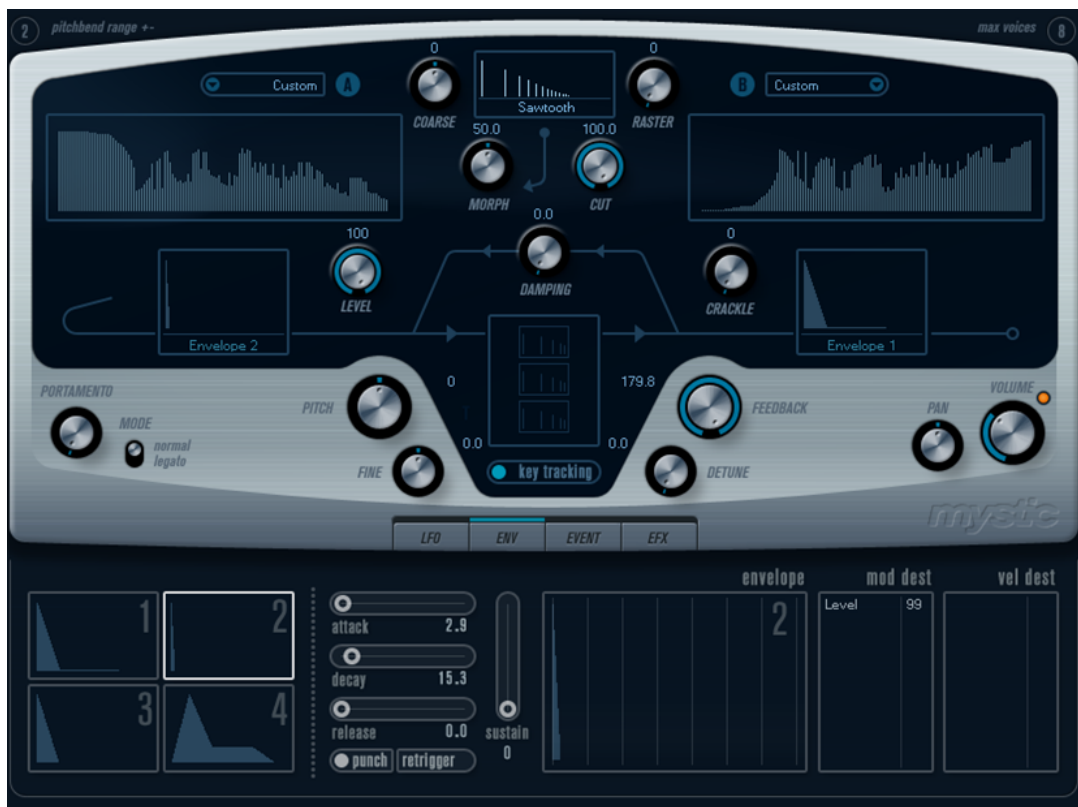 2 pitchbend range +- max voices 8
0 0
Custom A B Custom
Sawtooth
COARSE RASTER
50.0 100.0
MORPH CUT
0.0
100 0
DAMPING
LEVEL CRACKLE
Envelope 2 Envelope 1
PORTAMENTO 0 179.8 VOLUME
PITCH FEEDBACK PAN
MODE
normal
legato
0.0 0.0
FINE key tracking DETUNE
mystic
LFO ENV EVENT EFX
envelope mod dest vel dest
1 2
3 4
attack 2.9
decay 15.3
release 0.0
punch retrigger
sustain
0
2
Level 99